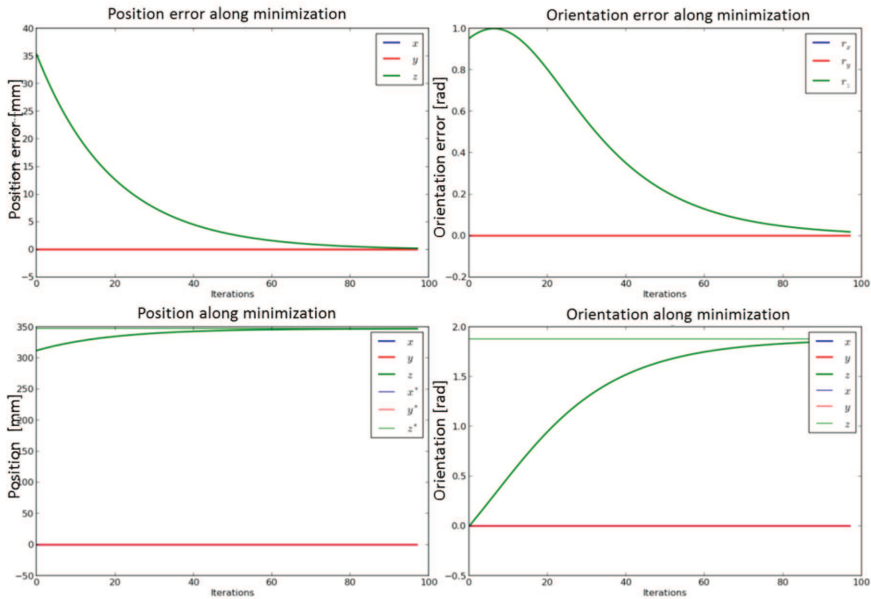 Position error along minimization
40
35
30
25
20
15
10
5
0
−5
0 20 40 60 80 100
Iterations
Position error [mm]
x
y
z
Orientation error along minimization
1.0
0.8
0.6
0.4
0.2
0.0
−0.2
0 20 40 60 80 100
Iterations
Orientation error [rad]
r_x
r_y
r_z
Position along minimization
350
300
250
200
150
100
50
0
−50
0 20 40 60 80 100
Iterations
Position [mm]
x
y
z
x*
y*
z*
Orientation along minimization
2.0
1.5
1.0
0.5
0.0
−0.5
0 20 40 60 80 100
Iterations
Orientation [rad]
x
y
z
x
y
z